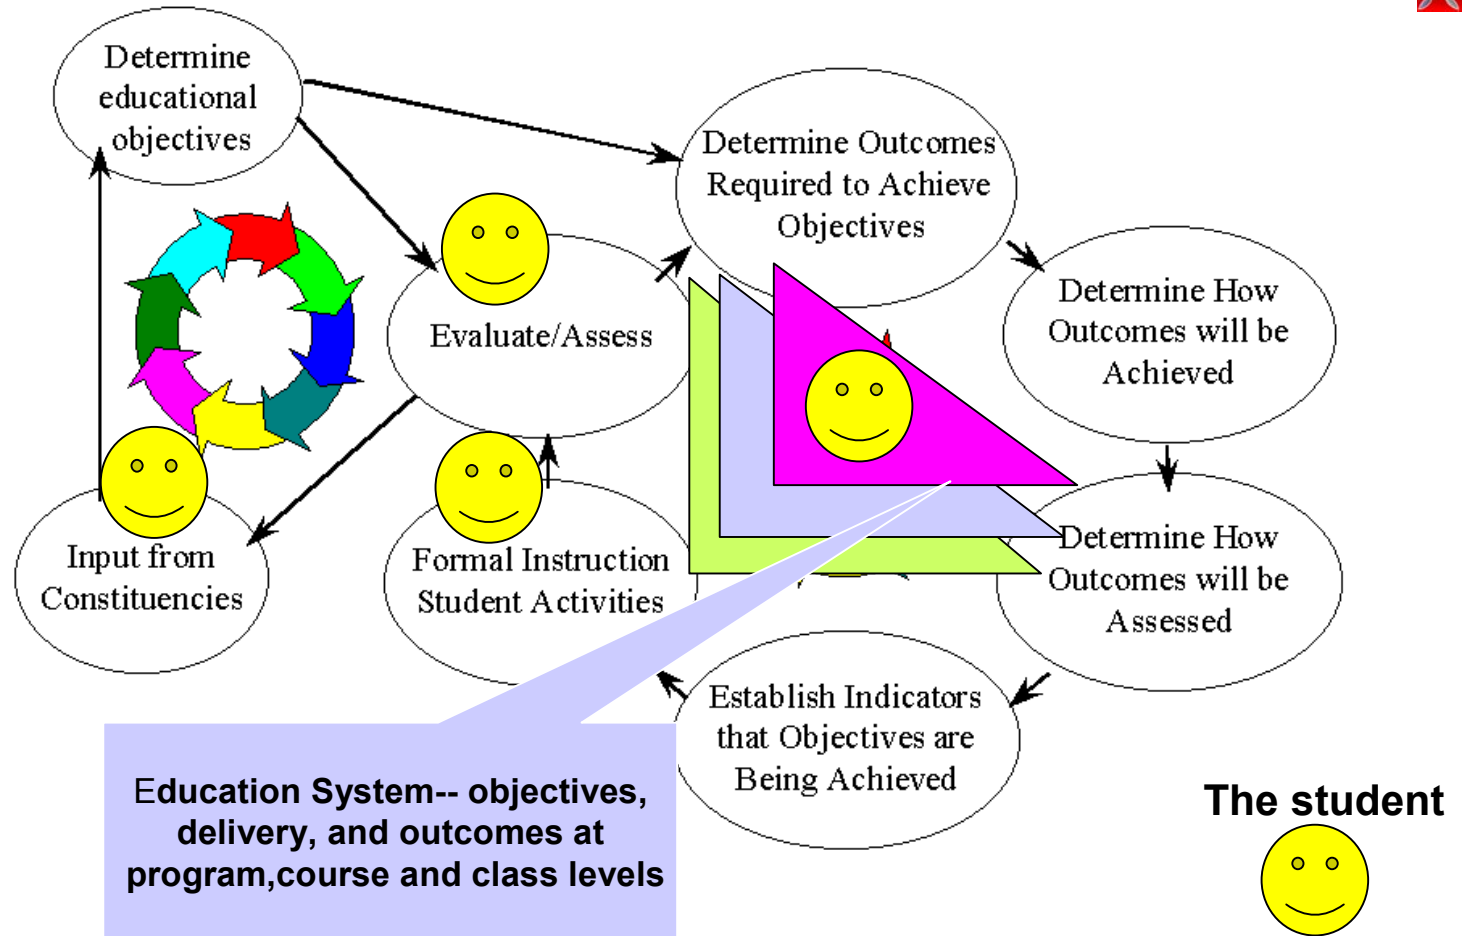 Determine
educational
objectives
Determine Outcomes
Required to Achieve
Objectives
Evaluate/Assess
Determine How
Outcomes will be
Achieved
Input from
Constituencies
Formal Instruction
Student Activities
Determine How
Outcomes will be
Assessed
Establish Indicators
that Objectives are
Being Achieved
Education System-- objectives,
delivery, and outcomes at
program,course and class levels
The student